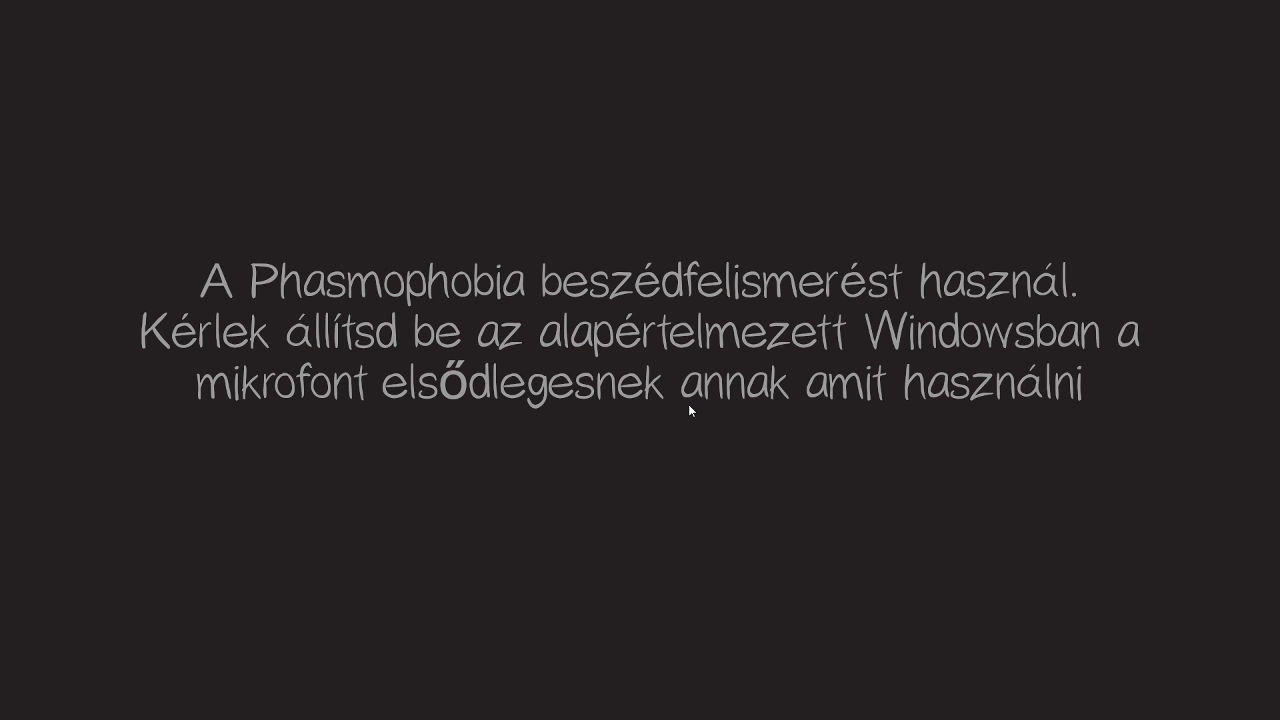 A Phasmophobia beszédfelismerést használ.
Kérlek állítsd be az alapértelmezett Windowsban a
mikrofont elsődlegesnek annak amit használni